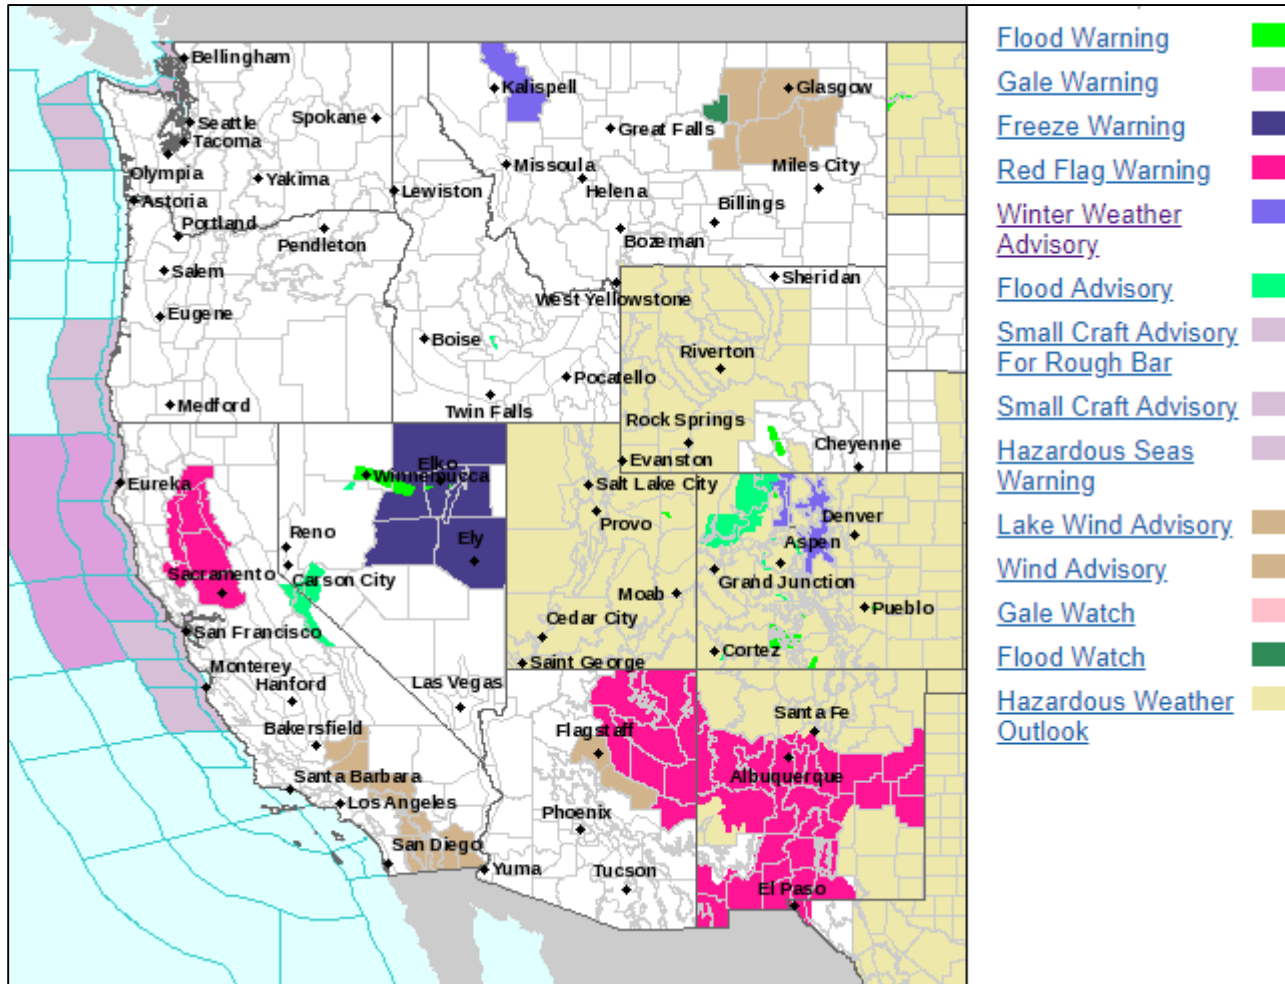 Bellingham
Kalispell
Glasgow
Seattle
Spokane
Great Falls
Tacoma
Olympia
Missoula
Miles City
Yakima
Lewiston
Helena
Astoria
Billings
Portland
Pendleton
Bozeman
Salem
Sheridan
West Yellowstone
Eugene
Boise
Riverton
Pocatello
Medford
Twin Falls
Rock Springs
Cheyenne
Evanston
Elko
Winnemucca
Eureka
Salt Lake City
Provo
Denver
Reno
Ely
Aspen
Sacramento
Carson City
Grand Junction
Moab
Pueblo
Cedar City
San Francisco
Cortez
Saint George
Monterey
Hanford
Las Vegas
Santa Fe
Bakersfield
Flagstaff
Albuquerque
Santa Barbara
Los Angeles
Phoenix
San Diego
Yuma
Tucson
El Paso
Flood Warning
Gale Warning
Freeze Warning
Red Flag Warning
Winter Weather
Advisory
Flood Advisory
Small Craft Advisory
For Rough Bar
Small Craft Advisory
Hazardous Seas
Warning
Lake Wind Advisory
Wind Advisory
Gale Watch
Flood Watch
Hazardous Weather
Outlook